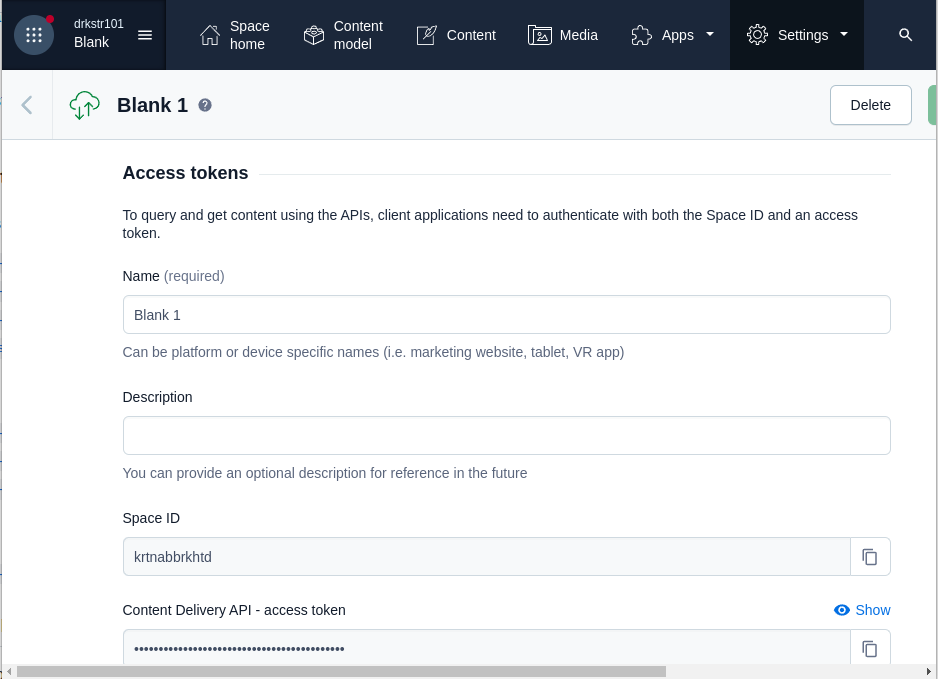 drkstr101
Blank
Space
home
Content
model
Content
Media
Apps
Settings
Blank 1
?
Delete
Access tokens
To query and get content using the APIs, client applications need to authenticate with both the Space ID and an access
token.
Name (required)
Blank 1
Can be platform or device specific names (i.e. marketing website, tablet, VR app)
Description
You can provide an optional description for reference in the future
Space ID
krtnabbrkhtd
Content Delivery API - access token
Show